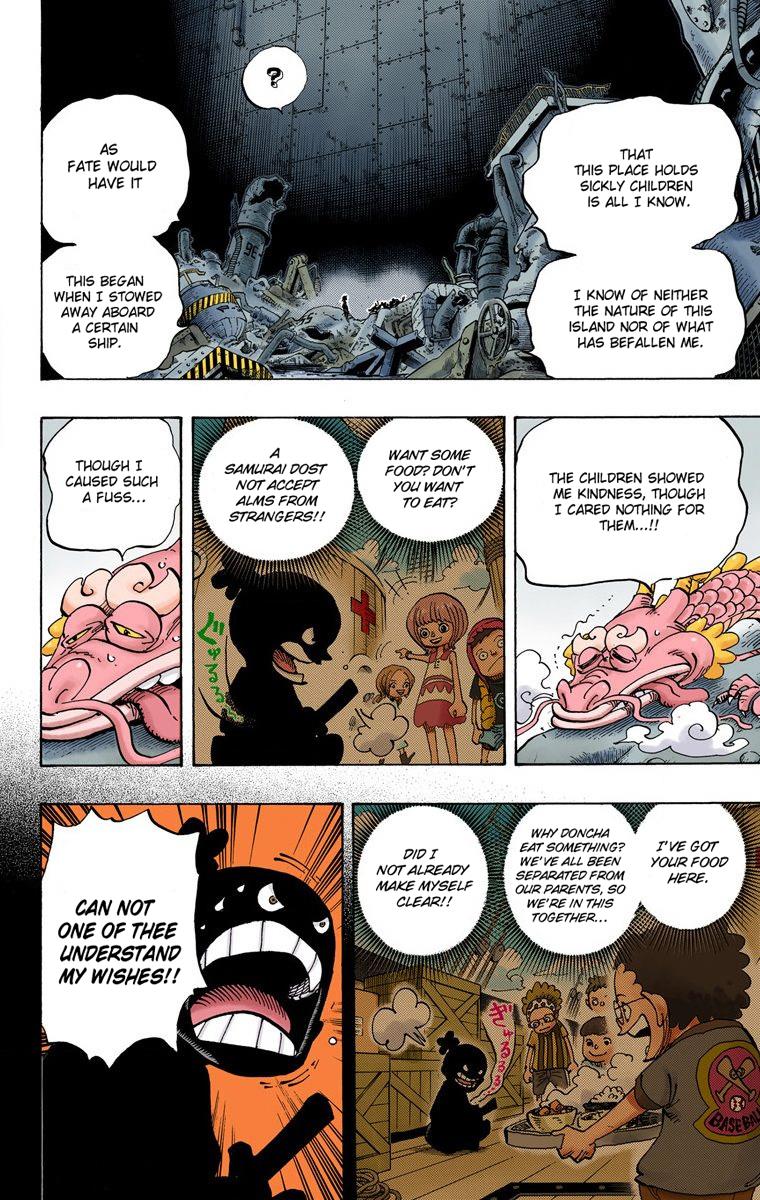 THAT
THIS PLACE HOLDS
SICKLY CHILDREN
IS ALL I KNOW.
I KNOW OF NEITHER
THE NATURE OF THIS
ISLAND NOR OF WHAT
HAS BEFALLEN ME.
?
AS
FATE WOULD
HAVE IT
THIS BEGAN
WHEN I STOWED
AWAY ABOARD
A CERTAIN
SHIP.
THE CHILDREN SHOWED
ME KINDNESS, THOUGH
I CARED NOTHING FOR
THEM...!!
WANT SOME
FOOD? DON'T
YOU WANT
TO EAT?
A
SAMURAI DOST
NOT ACCEPT
ALMS FROM
STRANGERS!!
ぐぅるるる
THOUGH I
CAUSED SUCH
A FUSS...
I'VE GOT
YOUR FOOD
HERE.
WHY DONCHA
EAT SOMETHING?
WE'VE ALL BEEN
SEPARATED FROM
OUR PARENTS, SO
WE'RE IN THIS
TOGETHER...
DID I
NOT ALREADY
MAKE MYSELF
CLEAR!!
ぎゅるるる
BASEBALL
CAN NOT
ONE OF THEE
UNDERSTAND
MY WISHES!!